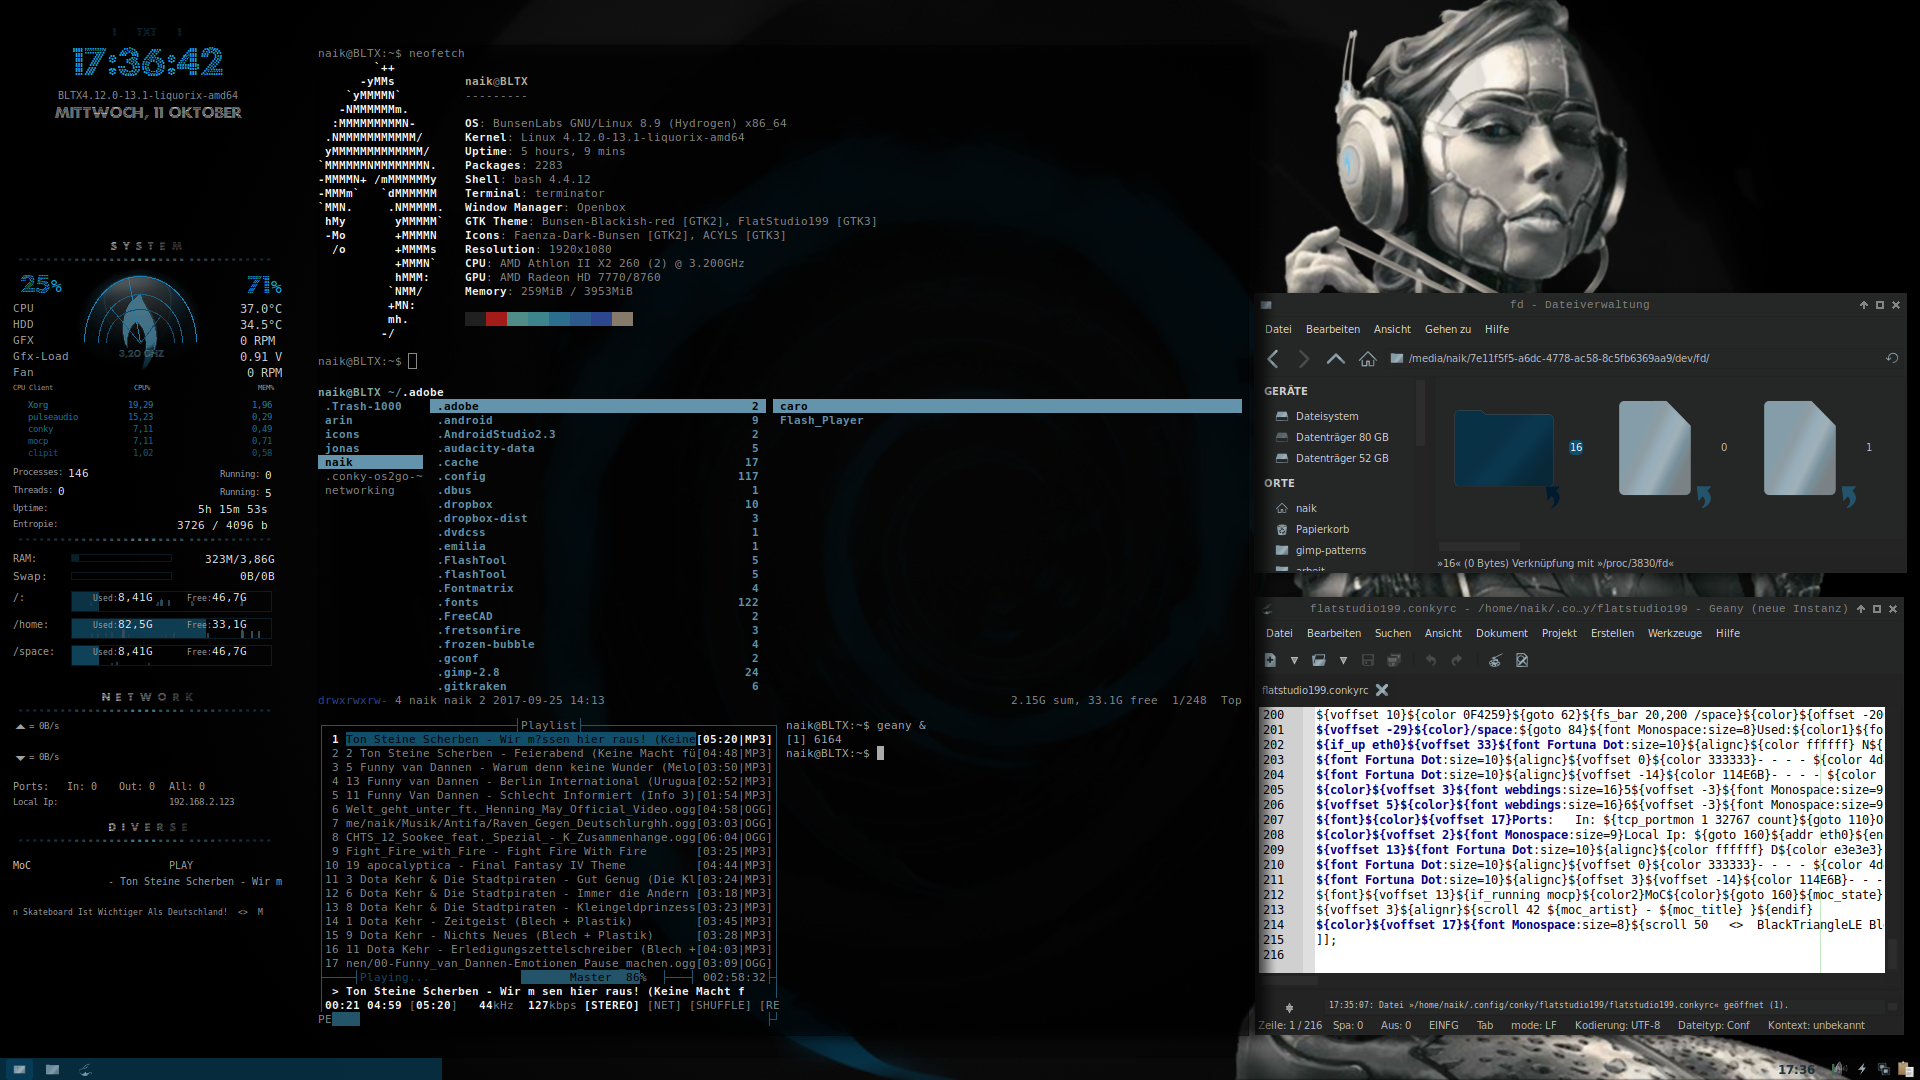 TXT
17:36:42
BLTX4.12.0-13.1-liquorix-amd64
MITTWOCH, 11 OKTOBER
SYSTEM
25% 71%
3,20 GHZ
CPU 37.0°C
HDD 34.5°C
GFX 0 RPM
Gfx-Load 0.91 V
Fan 0 RPM
CPU Client CPU% MEM%
Xorg 19,29 1,96
pulseaudio 15,23 0,29
conky 7,11 0,49
mocp 7,11 0,71
clipit 1,02 0,58
Processes: 146 Running: 0
Threads: 0 Running: 5
Uptime: 5h 15m 53s
Entropie: 3726 / 4096 b
RAM: 323M/3,86G
Swap: 0B/0B
/: Used:8,41G Free:46,7G
/home: Used:82,5G Free:33,1G
/space: Used:8,41G Free:46,7G
NETWORK
= 0B/s
= 0B/s
Ports: In: 0 Out: 0 All: 0
Local Ip: 192.168.2.123
DIVERSE
MoC PLAY
- Ton Steine Scherben - Wir m
n Skateboard Ist Wichtiger Als Deutschland! <> M
naik@BLTX:~$ neofetch
`++
-yMMs
`yMMMMN`
-NMMMMMMm.
:MMMMMMMMMN-
.NMMMMMMMMMMM/
yMMMMMMMMMMMMM/
`MMMMMMNMMMMMMMN.
-MMMMN+ /mMMMMMMy
-MMMm` `dMMMMMM
`MMN. .NMMMMM.
hMy yMMMMM`
-Mo +MMMMN
/o +MMMMs
+MMMN`
hMMM:
`NMM/
+MN:
mh.
-/
naik@BLTX
---------
OS: BunsenLabs GNU/Linux 8.9 (Hydrogen) x86_64
Kernel: Linux 4.12.0-13.1-liquorix-amd64
Uptime: 5 hours, 9 mins
Packages: 2283
Shell: bash 4.4.12
Terminal: terminator
Window Manager: Openbox
GTK Theme: Bunsen-Blackish-red [GTK2], FlatStudio199 [GTK3]
Icons: Faenza-Dark-Bunsen [GTK2], ACYLS [GTK3]
Resolution: 1920x1080
CPU: AMD Athlon II X2 260 (2) @ 3.200GHz
GPU: AMD Radeon HD 7770/8760
Memory: 259MiB / 3953MiB
naik@BLTX:~$
naik@BLTX ~/.adobe
.Trash-1000 .adobe 2 caro
arin .android 9 Flash_Player
icons .AndroidStudio2.3 2
jonas .audacity-data 5
naik .cache 17
.conky-os2go-~ .config 117
networking .dbus 1
.dropbox 10
.dropbox-dist 3
.dvdcss 1
.emilia 1
.FlashTool 5
.flashTool 5
.Fontmatrix 4
.fonts 122
.FreeCAD 2
.fretsonfire 3
.frozen-bubble 4
.gconf 2
.gimp-2.8 24
.gitkraken 6
drwxrwxrw- 4 naik naik 2 2017-09-25 14:13 2.15G sum, 33.1G free 1/248 Top
Playlist
1 Ton Steine Scherben - Wir m?ssen hier raus! (Keine[05:20|MP3]
2 2 Ton Steine Scherben - Feierabend (Keine Macht fü[04:48|MP3]
3 5 Funny van Dannen - Warum denn keine Wunder (Melo[03:50|MP3]
4 13 Funny van Dannen - Berlin International (Urugua[02:52|MP3]
5 11 Funny Van Dannen - Schlecht Informiert (Info 3)[01:54|MP3]
6 Welt_geht_unter_ft._Henning_May_Official_Video.ogg[04:58|OGG]
7 me/naik/Musik/Antifa/Raven_Gegen_Deutschlurghh.ogg[03:03|OGG]
8 CHTS_12_Sookee_feat._Spezial_-_K_Zusammenhange.ogg[06:04|OGG]
9 Fight_Fire_with_Fire - Fight Fire With Fire [03:25|MP3]
10 19 apocalyptica - Final Fantasy IV Theme [04:44|MP3]
11 3 Dota Kehr & Die Stadtpiraten - Gut Genug (Die Kl[03:24|MP3]
12 6 Dota Kehr & Die Stadtpiraten - Immer die Andern [03:18|MP3]
13 8 Dota Kehr & Die Stadtpiraten - Kleingeldprinzess[03:23|MP3]
14 1 Dota Kehr - Zeitgeist (Blech + Plastik) [03:45|MP3]
15 9 Dota Kehr - Nichts Neues (Blech + Plastik) [03:28|MP3]
16 11 Dota Kehr - Erledigungszettelschreiber (Blech +[04:03|MP3]
17 nen/00-Funny_van_Dannen-Emotionen_Pause_machen.ogg[03:09|OGG]
Playing... Master 86% 002:58:32
> Ton Steine Scherben - Wir m sen hier raus! (Keine Macht f
00:21 04:59 [05:20] 44kHz 127kbps [STEREO] [NET] [SHUFFLE] [RE
PE
naik@BLTX:~$ geany &
[1] 6164
naik@BLTX:~$
fd - Dateiverwaltung
Datei Bearbeiten Ansicht Gehen zu Hilfe
/media/naik/7e11f5f5-a6dc-4778-ac58-8c5fb6369aa9/dev/fd/
GERÄTE
Dateisystem
Datenträger 80 GB
Datenträger 52 GB
ORTE
naik
Papierkorb
gimp-patterns
arbeit
16 0 1
»16« (0 Bytes) Verknüpfung mit »/proc/3830/fd«
flatstudio199.conkyrc - /home/naik/.co…y/flatstudio199 - Geany (neue Instanz)
Datei Bearbeiten Suchen Ansicht Dokument Projekt Erstellen Werkzeuge Hilfe
flatstudio199.conkyrc
200 ${voffset 10}${color 0F4259}${goto 62}${fs_bar 20,200 /space}${color}${offset -20
201 ${voffset -29}${color}/space:${goto 84}${font Monospace:size=8}Used:${color1}${fo
202 ${if_up eth0}${voffset 33}${font Fortuna Dot:size=10}${alignc}${color ffffff} N${
203 ${font Fortuna Dot:size=10}${alignc}${voffset 0}${color 333333}- - - - ${color 4d
204 ${font Fortuna Dot:size=10}${alignc}${voffset -14}${color 114E6B}- - - - ${color
205 ${color}${voffset 3}${font webdings:size=16}5${voffset -3}${font Monospace:size=9
206 ${voffset 5}${color}${font webdings:size=16}6${voffset -3}${font Monospace:size=9
207 ${font}${color}${voffset 17}Ports: In: ${tcp_portmon 1 32767 count}${goto 110}O
208 ${color}${voffset 2}${font Monospace:size=9}Local Ip: ${goto 160}${addr eth0}${en
209 ${voffset 13}${font Fortuna Dot:size=10}${alignc}${color ffffff} D${color e3e3e3}
210 ${font Fortuna Dot:size=10}${alignc}${voffset 0}${color 333333}- - - - ${color 4d
211 ${font Fortuna Dot:size=10}${alignc}${offset 3}${voffset -14}${color 114E6B}- - -
212 ${font}${voffset 13}${if_running mocp}${color2}MoC${color}${goto 160}${moc_state}
213 ${voffset 3}${alignr}${scroll 42 ${moc_artist} - ${moc_title} }${endif}
214 ${color}${voffset 17}${font Monospace:size=8}${scroll 50 <> BlackTriangleLE Bl
215 ]];
216
17:35:07: Datei »/home/naik/.config/conky/flatstudio199/flatstudio199.conkyrc« geöffnet (1).
Zeile: 1 / 216 Spa: 0 Aus: 0 EINFG Tab mode: LF Kodierung: UTF-8 Dateityp: Conf Kontext: unbekannt
17:36